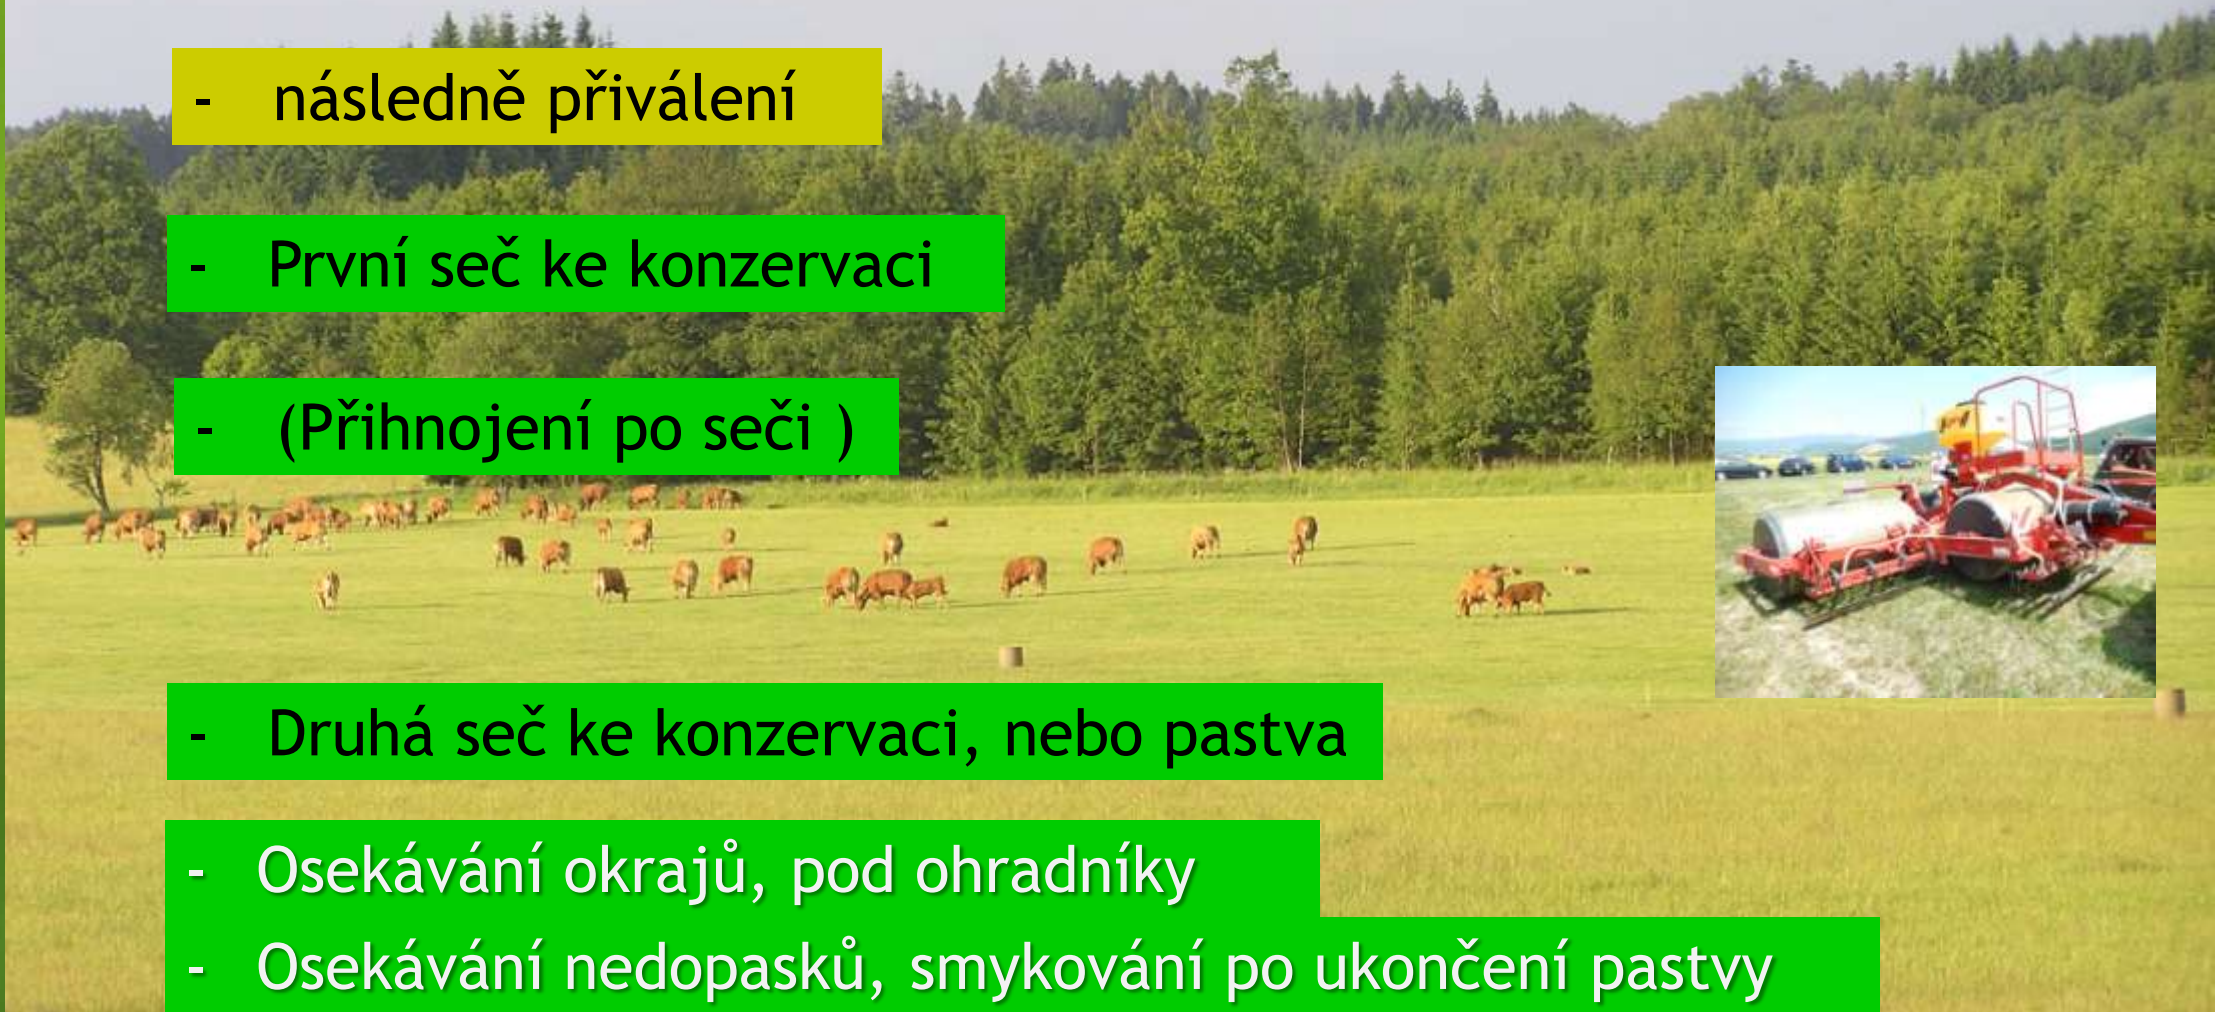 - následně přiválení
- První seč ke konzervaci
- (Přihnojení po seči )
- Druhá seč ke konzervaci, nebo pastva
- Osekávání okrajů, pod ohradníky
- Osekávání nedopasků, smykování po ukončení pastvy